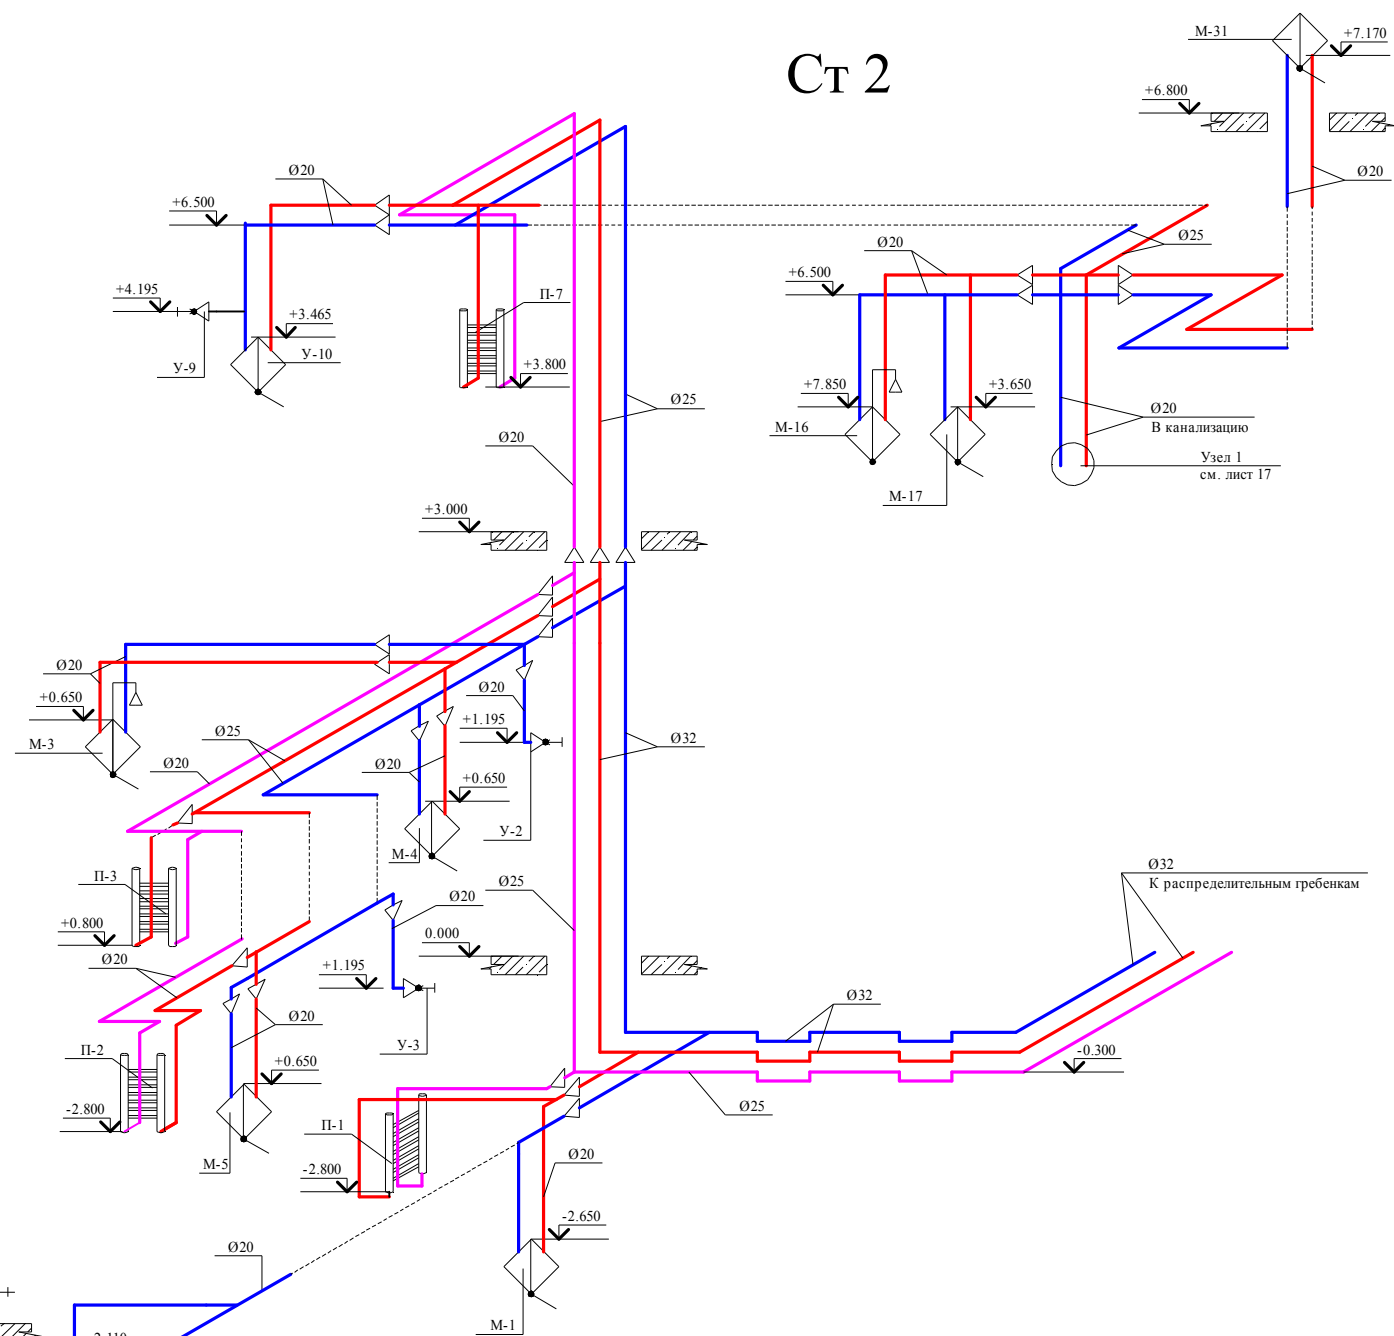 М-31
+7.170
Ст 2
+6.800
Ø20
Ø20
+6.500
Ø25
Ø20
+6.500
+4.195
П-7
+3.465
У-9
У-10
+3.800
+7.850
+3.650
Ø25
Ø20
В канализацию
М-16
Ø20
Узел 1
см. лист 17
М-17
+3.000
Ø20
Ø20
+0.650
+1.195
Ø25
Ø32
М-3
Ø20
Ø20
+0.650
У-2
М-4
Ø32
К распределительным гребенкам
П-3
Ø25
Ø20
+0.800
0.000
Ø20
+1.195
Ø32
Ø20
У-3
П-2
-0.300
+0.650
-2.800
Ø25
П-1
Ø20
М-5
-2.800
-2.650
Ø20
М-1